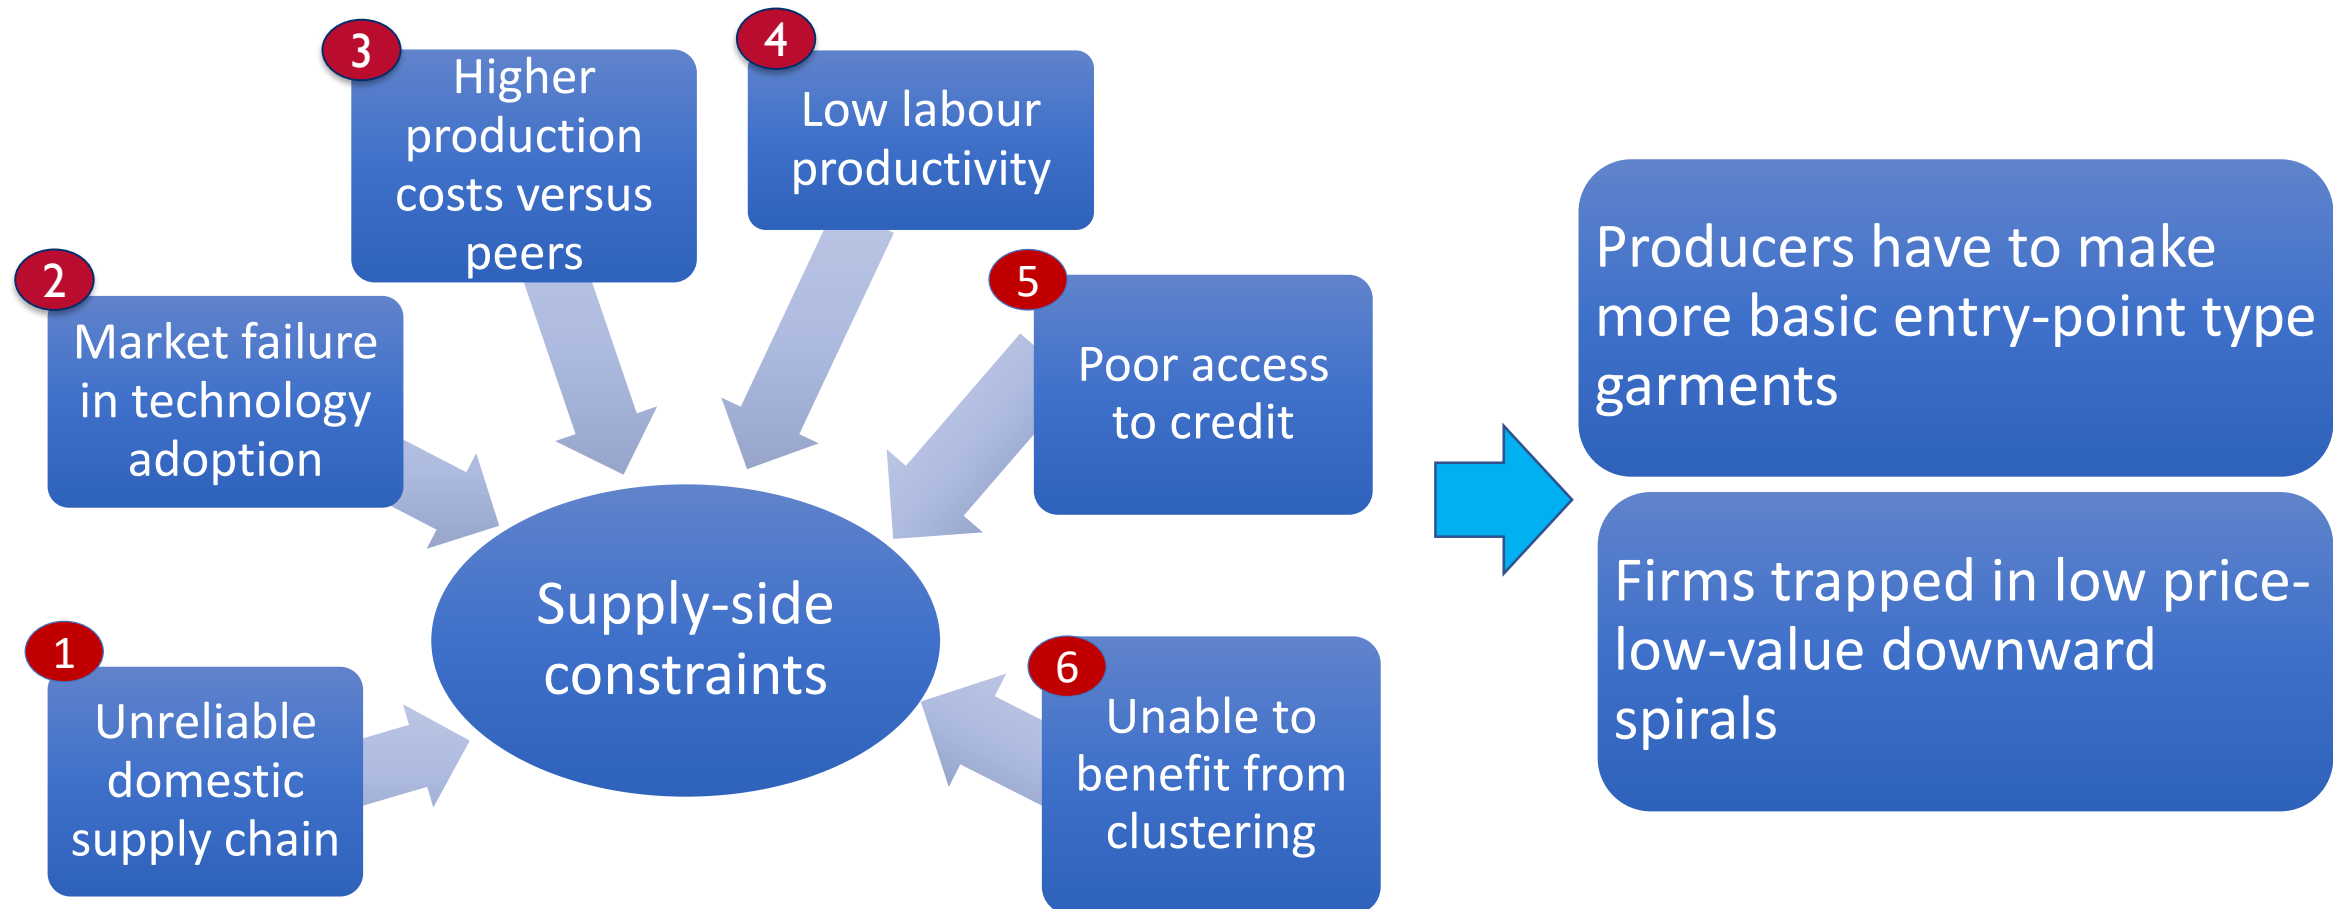 1
Unreliable
domestic
supply chain
2
Market failure
in technology
adoption
3
Higher
production
costs versus
peers
4
Low labour
productivity
5
Poor access
to credit
6
Unable to
benefit from
clustering
Supply-side
constraints
Producers have to make
more basic entry-point type
garments
Firms trapped in low price-
low-value downward
spirals